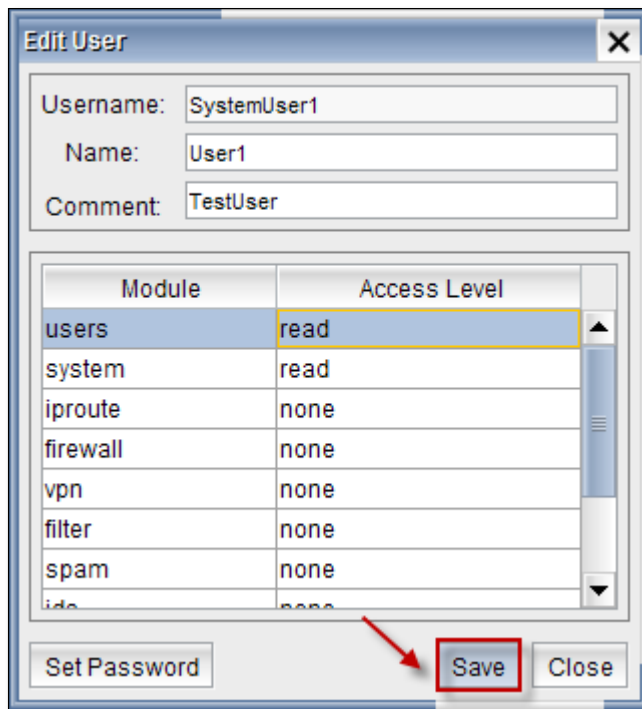 Edit User
Username: SystemUser1
Name: User1
Comment: TestUser
Module Access Level
users read
system read
iproute none
firewall none
vpn none
filter none
spam none
Set Password Save Close